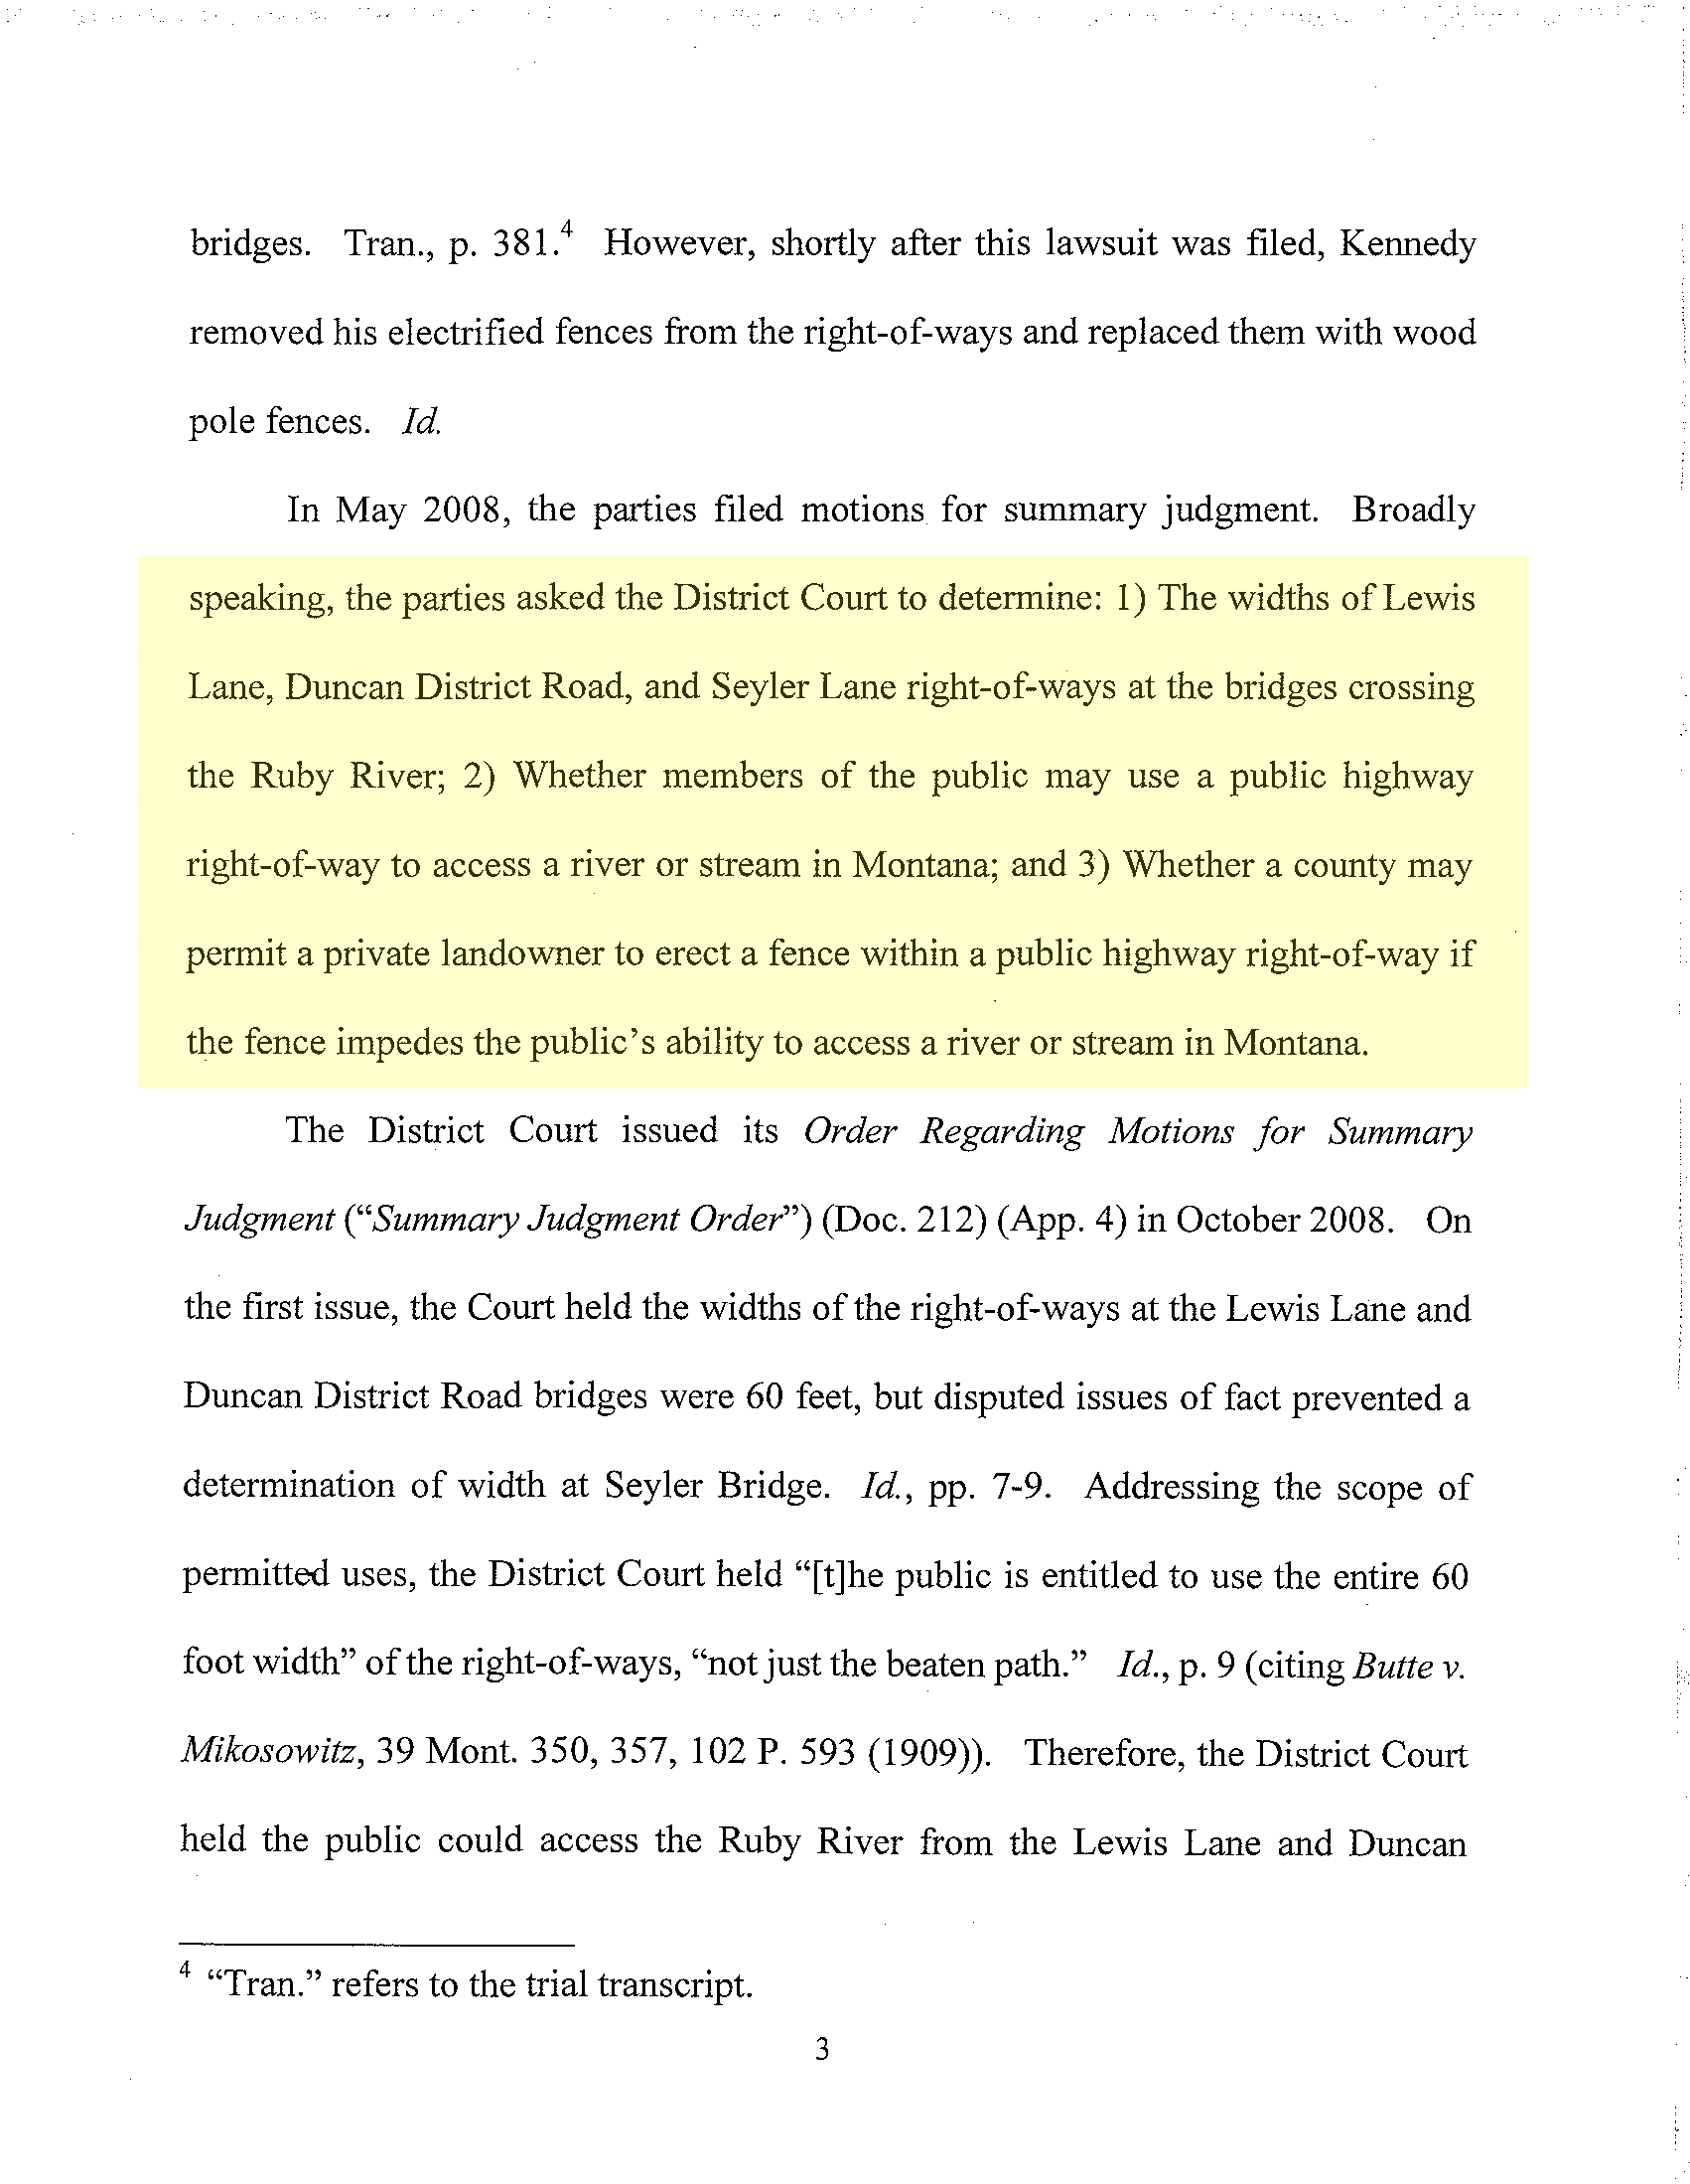 bridges. Tran., p. 381.4 However, shortly after this lawsuit was filed, Kennedy
removed his electrified fences from the right-of-ways and replaced them with wood
pole fences. Id.
In May 2008, the parties filed motions for summary judgment. Broadly
speaking, the parties asked the District Court to determine: 1) The widths of Lewis
Lane, Duncan District Road, and Seyler Lane right-of-ways at the bridges crossing
the Ruby River; 2) Whether members of the public may use a public highway
right-of-way to access a river or stream in Montana; and 3) Whether a county may
permit a private landowner to erect a fence within a public highway right-of-way if
the fence impedes the public's ability to access a river or stream in Montana.
The District Court issued its Order Regarding Motions for Summary
Judgment (“Summary Judgment Order”) (Doc. 212) (App. 4) in October 2008. On
the first issue, the Court held the widths of the right-of-ways at the Lewis Lane and
Duncan District Road bridges were 60 feet, but disputed issues of fact prevented a
determination of width at Seyler Bridge. Id., pp. 7-9. Addressing the scope of
permitted uses, the District Court held “[t]he public is entitled to use the entire 60
foot width” of the right-of-ways, “not just the beaten path.” Id., p. 9 (citing Butte v.
Mikosowitz, 39 Mont. 350, 357, 102 P. 593 (1909)). Therefore, the District Court
held the public could access the Ruby River from the Lewis Lane and Duncan
4 “Tran.” refers to the trial transcript.
3